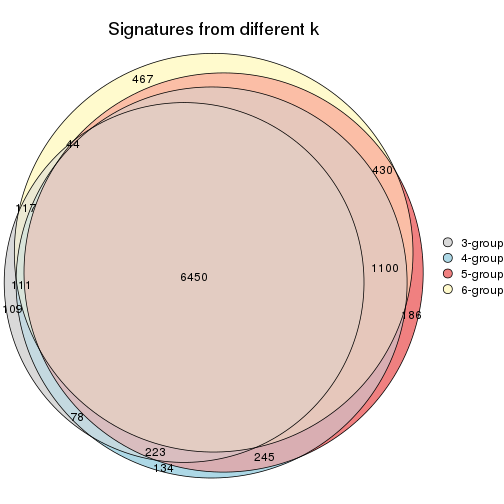 Signatures from different k
467
44
430
117
3-group
4-group
1100
5-group
6450
111
6-group
109
186
78
223
245
134